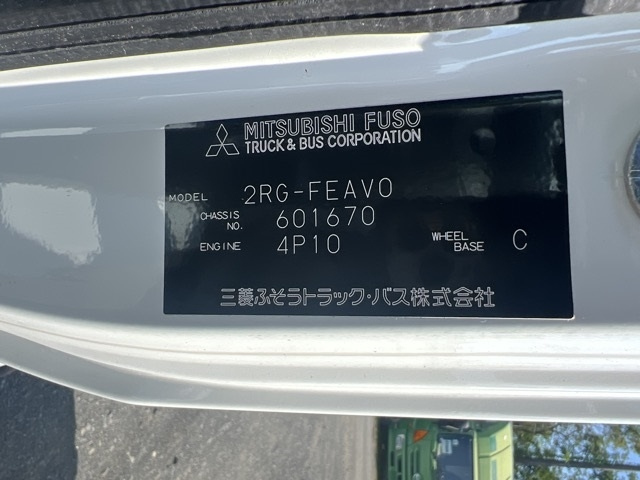 MITSUBISHI FUSO
TRUCK & BUS CORPORATION
MODEL 2RG-FEAV0
CHASSIS NO. 601670
ENGINE 4P10 WHEEL BASE C
三菱ふそうトラック・バス株式会社